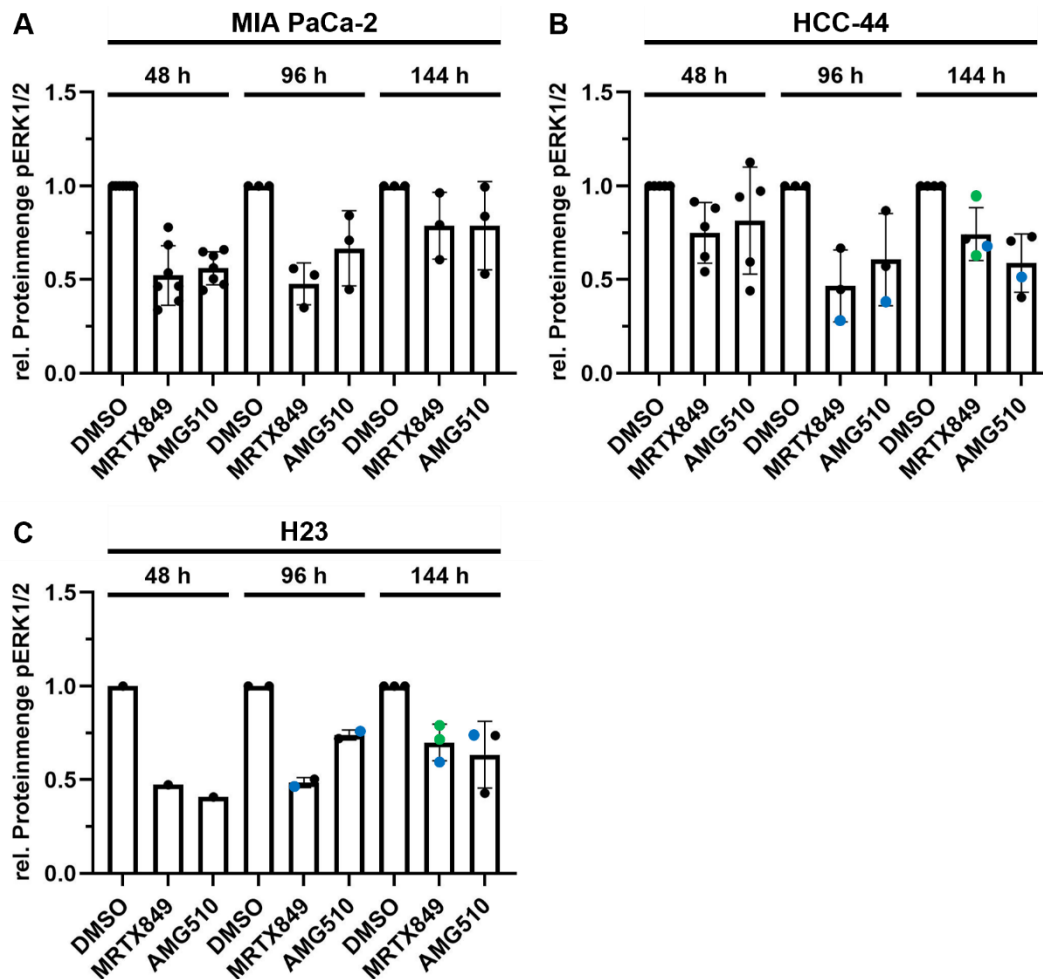 A
MIA PaCa-2
48 h 96 h 144 h
rel. Proteinmenge pERK1/2
1.5
1.0
0.5
0.0
DMSO MRTX849 AMG510 DMSO MRTX849 AMG510 DMSO MRTX849 AMG510
B
HCC-44
48 h 96 h 144 h
rel. Proteinmenge pERK1/2
1.5
1.0
0.5
0.0
DMSO MRTX849 AMG510 DMSO MRTX849 AMG510 DMSO MRTX849 AMG510
C
H23
48 h 96 h 144 h
rel. Proteinmenge pERK1/2
1.5
1.0
0.5
0.0
DMSO MRTX849 AMG510 DMSO MRTX849 AMG510 DMSO MRTX849 AMG510